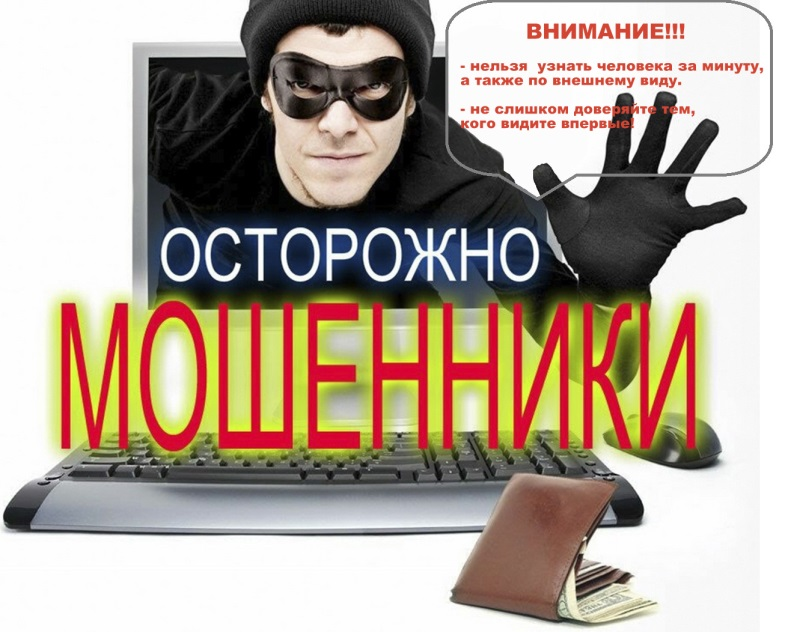 ВНИМАНИЕ!!!
- нельзя узнать человека за минуту,
а также по внешнему виду.
- не слишком доверяйте тем,
кого видите впервые!
ОСТОРОЖНО
МОШЕННИКИ